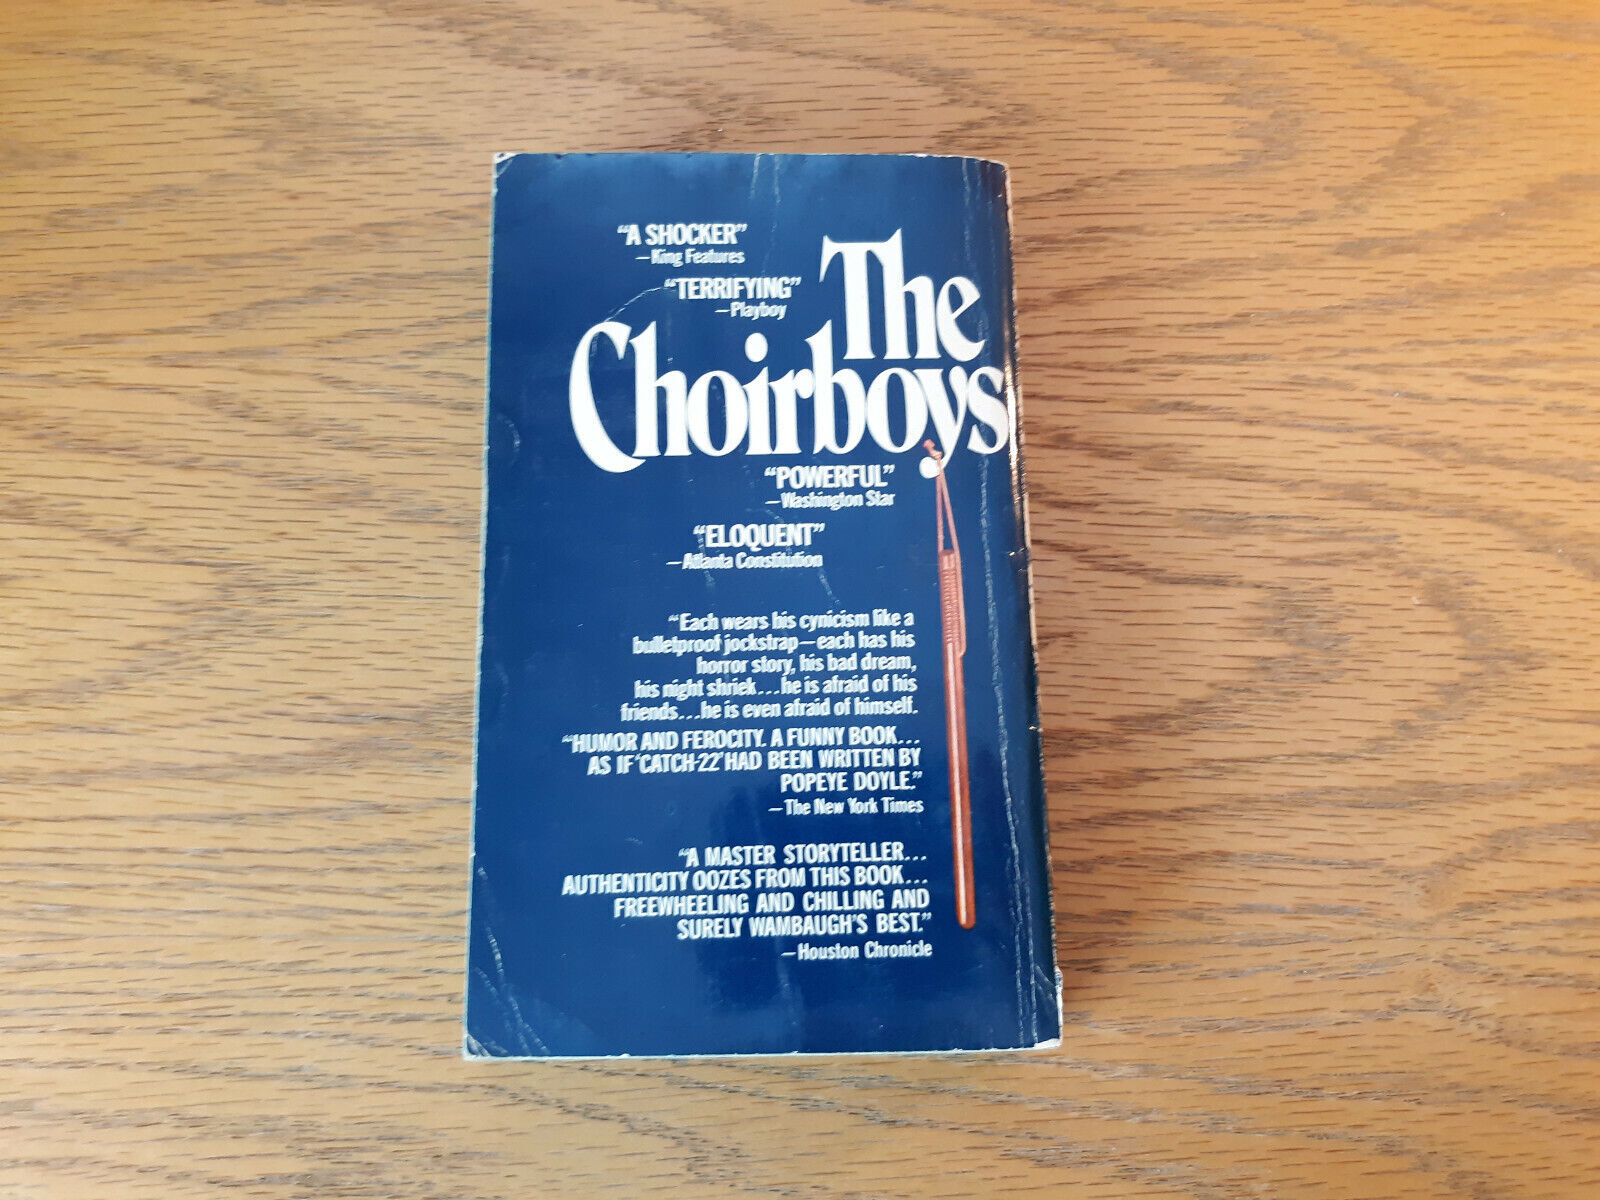 “A SHOCKER”
—King Features
“TERRIFYING”
—Playboy
The
Choirboys
“POWERFUL”
—Washington Star
“ELOQUENT”
—Atlanta Constitution
“Each wears his cynicism like a
bulletproof jockstrap—each has his
horror story, his bad dream,
his night shriek...he is afraid of his
friends...he is even afraid of himself.
“HUMOR AND FEROCITY. A FUNNY BOOK...
AS IF ‘CATCH-22’ HAD BEEN WRITTEN BY
POPEYE DOYLE.”
—The New York Times
“A MASTER STORYTELLER...
AUTHENTICITY OOZES FROM THIS BOOK...
FREEWHEELING AND CHILLING AND
SURELY WAMBAUGH’S BEST.”
—Houston Chronicle